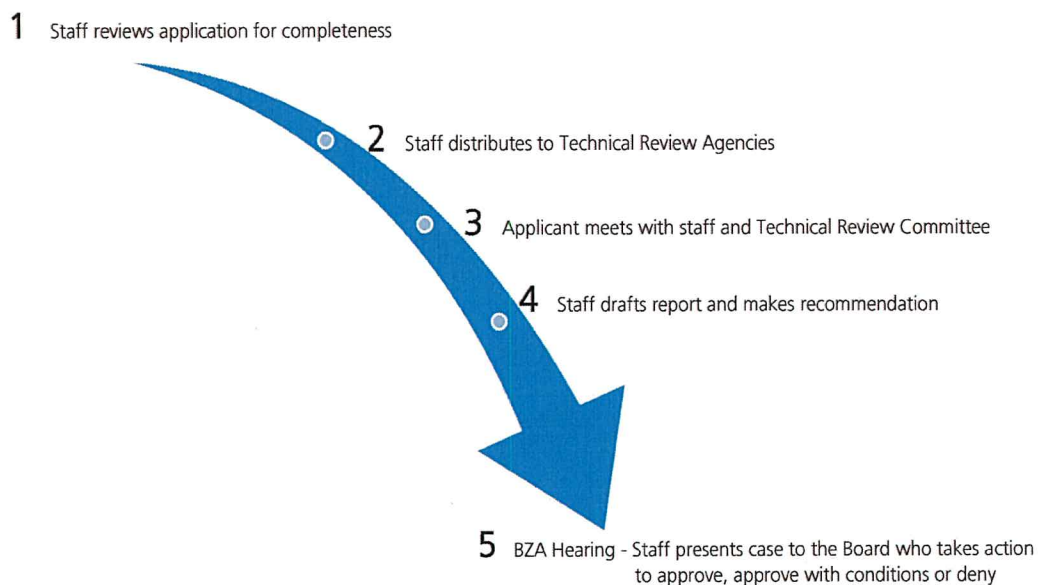 1 Staff reviews application for completeness
2 Staff distributes to Technical Review Agencies
3 Applicant meets with staff and Technical Review Committee
4 Staff drafts report and makes recommendation
5 BZA Hearing - Staff presents case to the Board who takes action
to approve, approve with conditions or deny